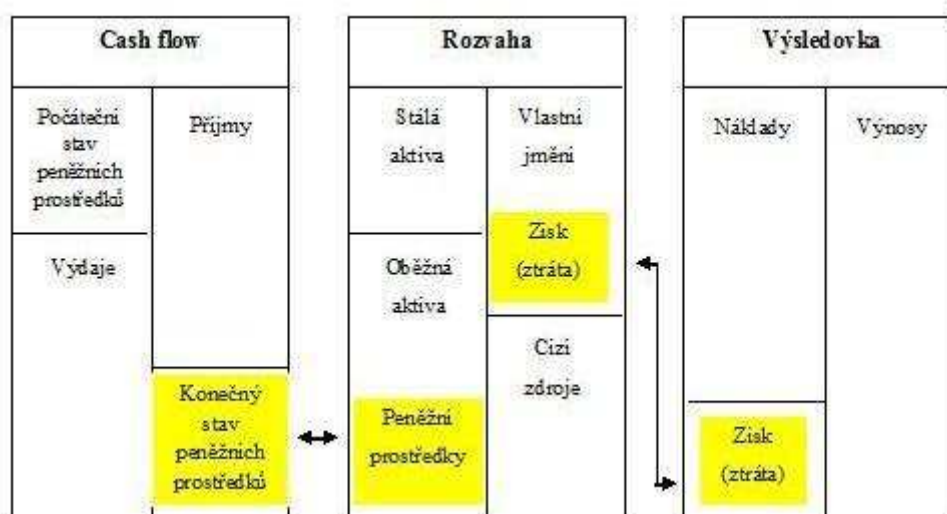 Cash flow
Počáteční
stav
peněžních
prostředků
Příjmy
Výdaje
Konečný
stav
peněžních
prostředků
Rozvaha
Stálá
aktiva
Vlastní
jmění
Zisk
(ztráta)
Oběžná
aktiva
Cizí
zdroje
Peněžní
prostředky
Výsledovka
Náklady
Výnosy
Zisk
(ztráta)